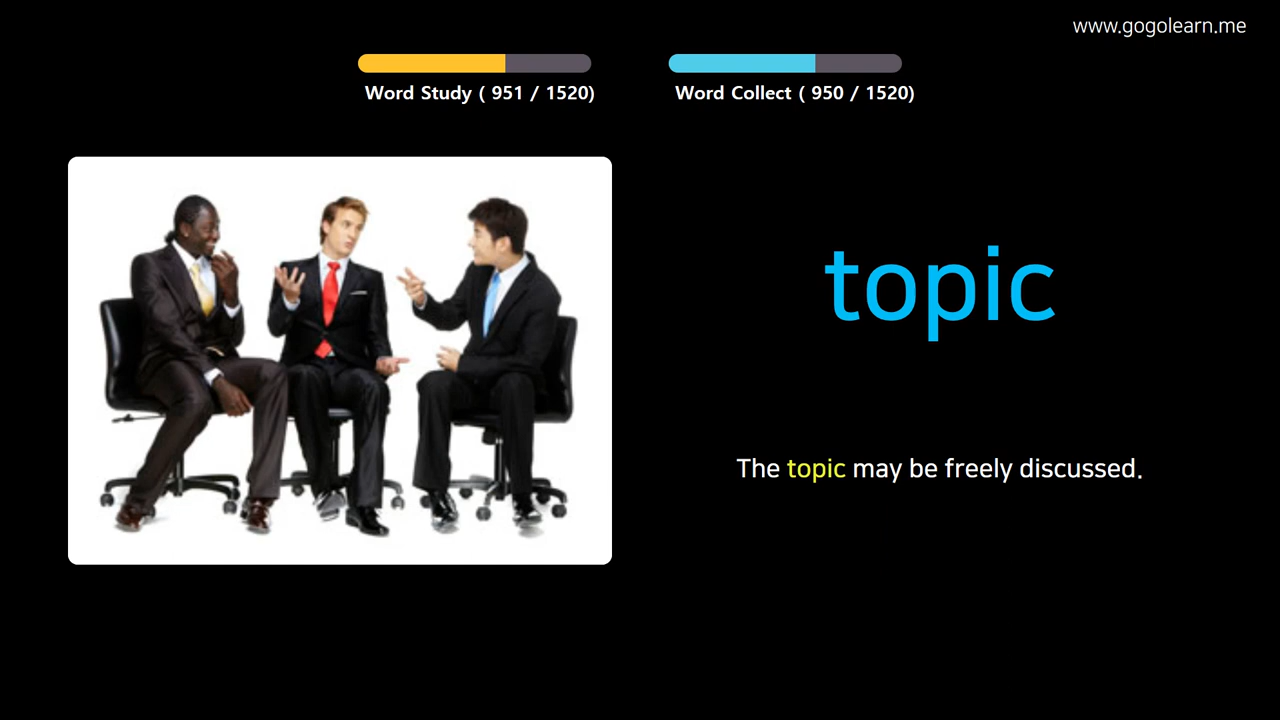 www.gogolearn.me
Word Study ( 951 / 1520)
Word Collect ( 950 / 1520)
topic
The topic may be freely discussed.